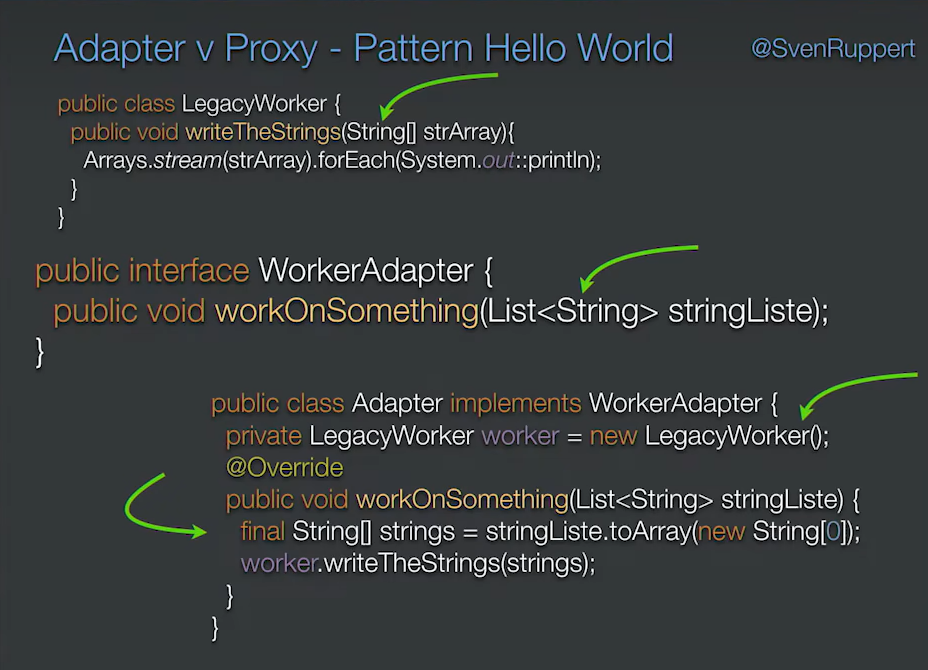 Adapter v Proxy - Pattern Hello World
@SvenRuppert
public class LegacyWorker {
public void writeTheStrings(String[] strArray){
Arrays.stream(strArray).forEach(System.out::println);
}
}
public interface WorkerAdapter {
public void workOnSomething(List<String> stringListe);
}
public class Adapter implements WorkerAdapter {
private LegacyWorker worker = new LegacyWorker();
@Override
public void workOnSomething(List<String> stringListe) {
final String[] strings = stringListe.toArray(new String[0]);
worker.writeTheStrings(strings);
}
}